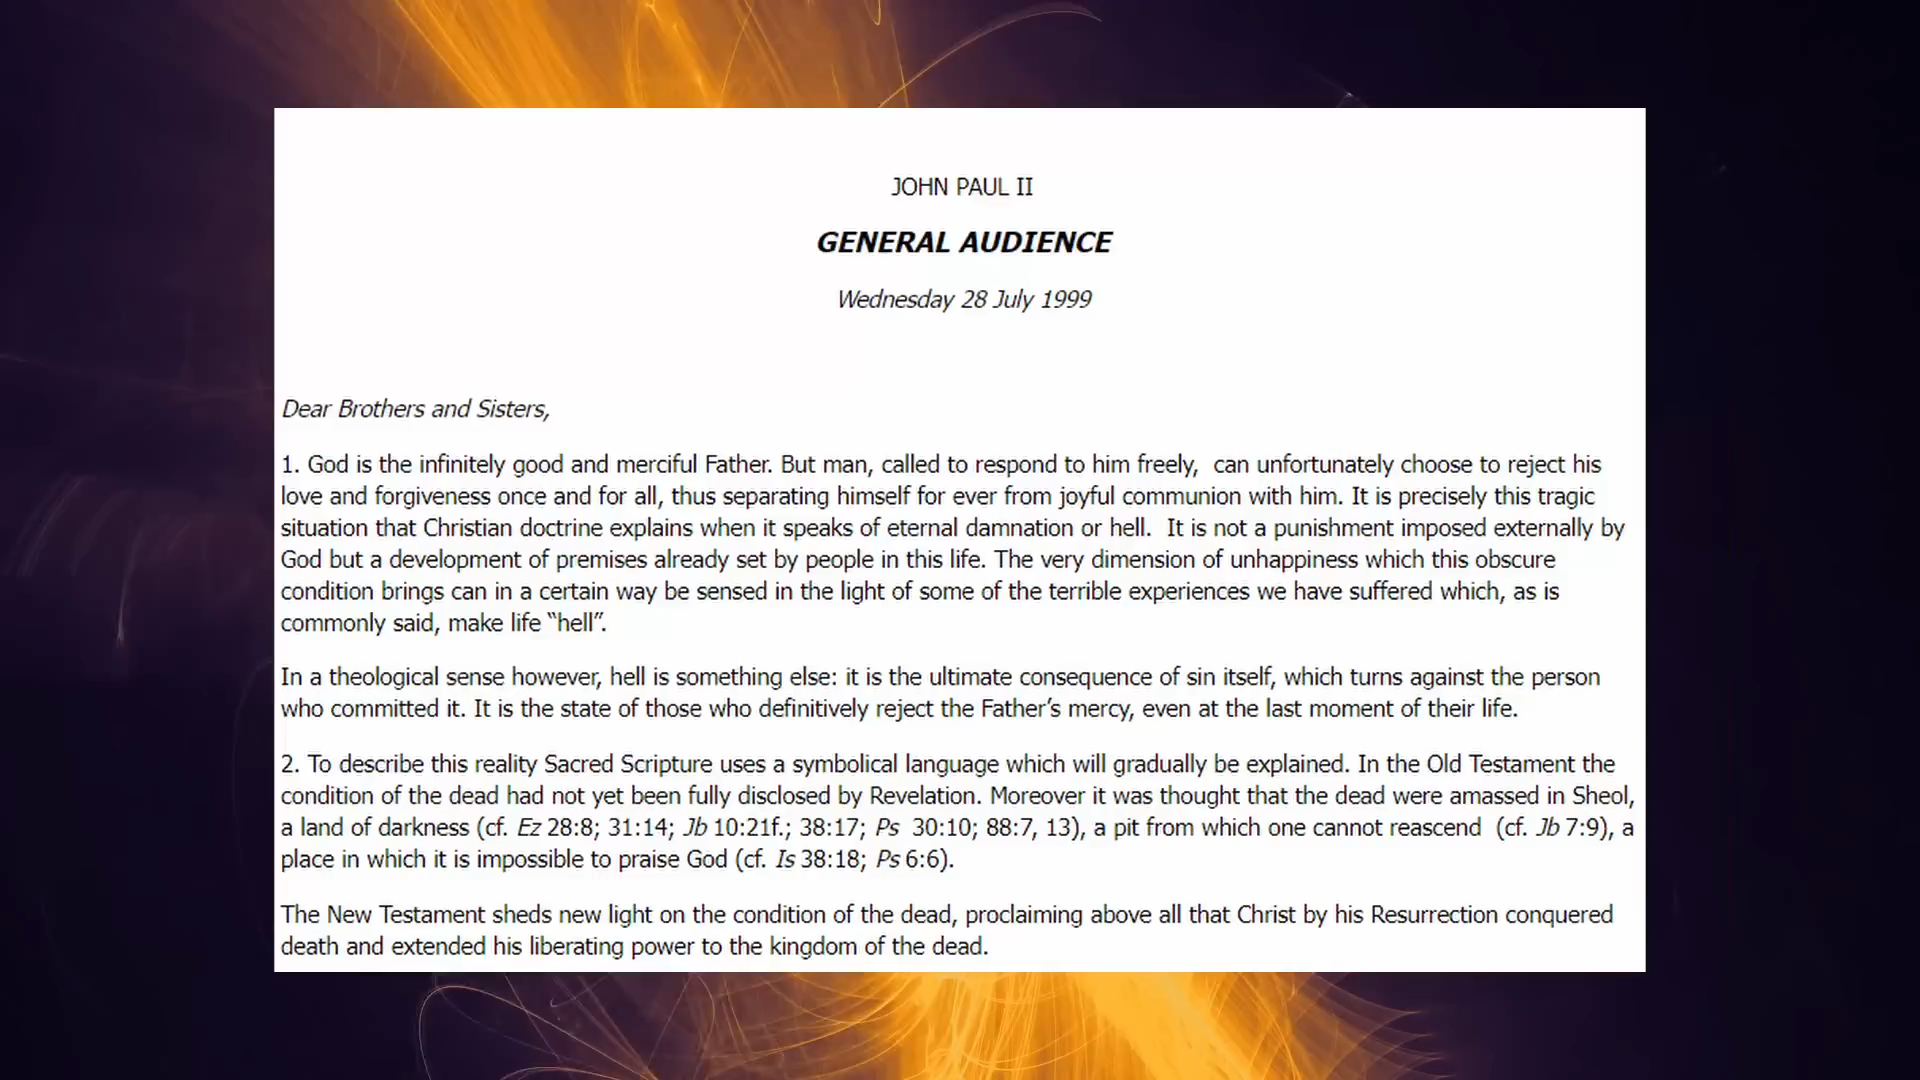 JOHN PAUL II
GENERAL AUDIENCE
Wednesday 28 July 1999
Dear Brothers and Sisters,
1. God is the infinitely good and merciful Father. But man, called to respond to him freely,  can unfortunately choose to reject his
love and forgiveness once and for all, thus separating himself for ever from joyful communion with him. It is precisely this tragic
situation that Christian doctrine explains when it speaks of eternal damnation or hell.  It is not a punishment imposed externally by
God but a development of premises already set by people in this life. The very dimension of unhappiness which this obscure
condition brings can in a certain way be sensed in the light of some of the terrible experiences we have suffered which, as is
commonly said, make life “hell”.
In a theological sense however, hell is something else: it is the ultimate consequence of sin itself, which turns against the person
who committed it. It is the state of those who definitively reject the Father’s mercy, even at the last moment of their life.
2. To describe this reality Sacred Scripture uses a symbolical language which will gradually be explained. In the Old Testament the
condition of the dead had not yet been fully disclosed by Revelation. Moreover it was thought that the dead were amassed in Sheol,
a land of darkness (cf. Ez 28:8; 31:14; Jb 10:21f.; 38:17; Ps  30:10; 88:7, 13), a pit from which one cannot reascend  (cf. Jb 7:9), a
place in which it is impossible to praise God (cf. Is 38:18; Ps 6:6).
The New Testament sheds new light on the condition of the dead, proclaiming above all that Christ by his Resurrection conquered
death and extended his liberating power to the kingdom of the dead.